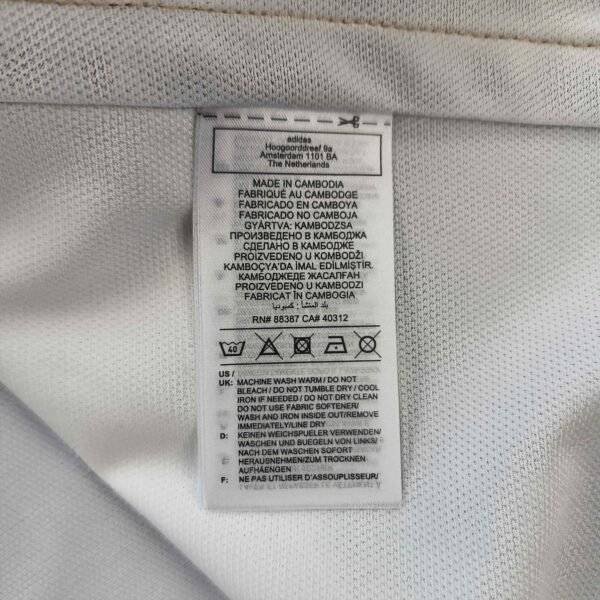 adidas
Hoogoorddreef 9a
Amsterdam 1101 BA
The Netherlands
MADE IN CAMBODIA
FABRIQUÉ AU CAMBODGE
FABRICADO EN CAMBOYA
FABRICADO NO CAMBOJA
GYÁRTVA: KAMBODZSA
ПРОИЗВЕДЕНО В КАМБОДЖА
СДЕЛАНО В КАМБОДЖЕ
PROIZVEDENO U KOMBODŽI
KAMBOÇYA'DA İMAL EDİLMİŞTİR.
КАМБОДЖЕДЕ ЖАСАЛҒАН
PROIZVEDENO U KAMBODZI
FABRICAT ÎN CAMBOGIA
بلد المنشأ : كمبوديا
RN# 88387 CA# 40312
40
US /
UK: MACHINE WASH WARM / DO NOT
BLEACH / DO NOT TUMBLE DRY / COOL
IRON IF NEEDED / DO NOT DRY CLEAN
DO NOT USE FABRIC SOFTENER/
WASH AND IRON INSIDE OUT/REMOVE
IMMEDIATELY/LINE DRY
D: KEINEN WEICHSPUELER VERWENDEN/
WASCHEN UND BUEGELN VON LINKS/
NACH DEM WASCHEN SOFORT
HERAUSNEHMEN/ZUM TROCKNEN
AUFHAENGEN
F: NE PAS UTILISER D'ASSOUPLISSEUR/